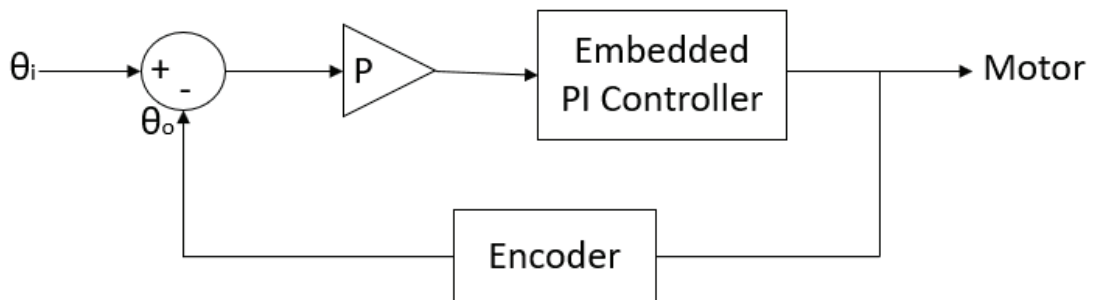 θi
+
-
θo
P
Embedded
PI Controller
Motor
Encoder